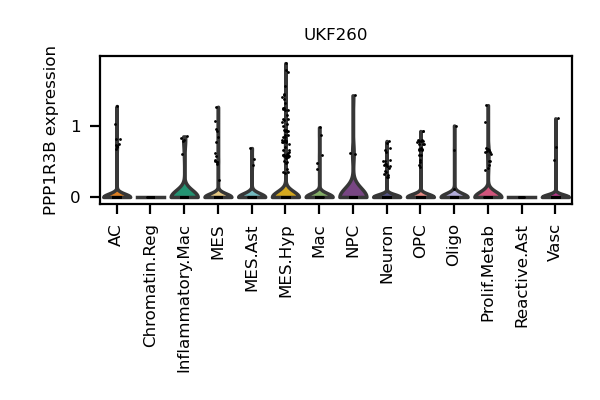 UKF260
PPP1R3B expression
1
0
AC
Chromatin.Reg
Inflammatory.Mac
MES
MES.Ast
MES.Hyp
Mac
NPC
Neuron
OPC
Oligo
Prolif.Metab
Reactive.Ast
Vasc